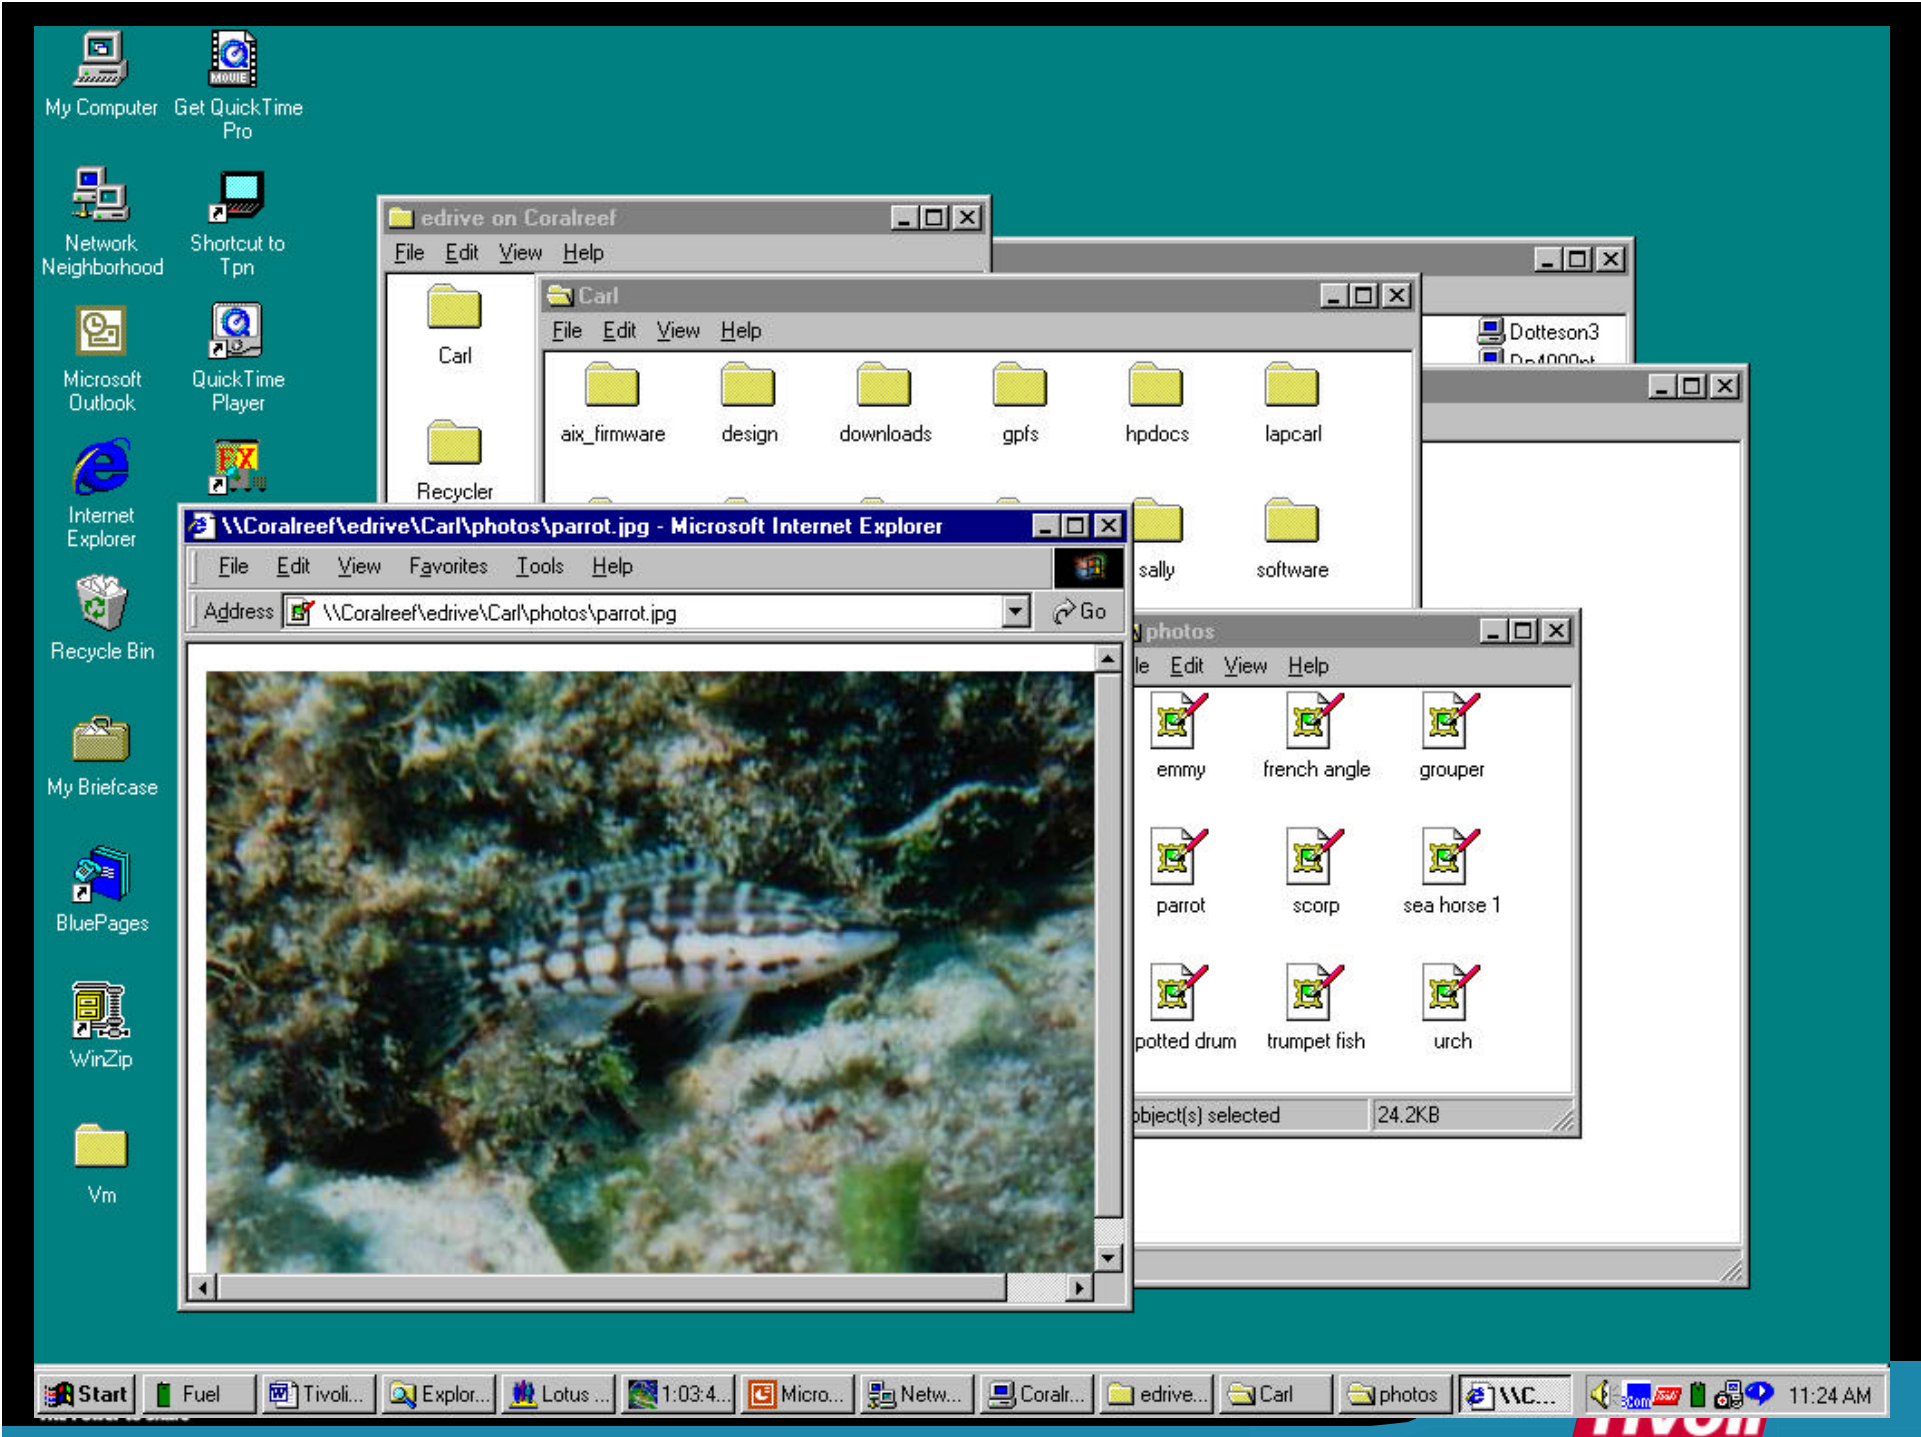 My Computer
Get QuickTime
Pro
Network
Neighborhood
Shortcut to
Tpn
Microsoft
Outlook
QuickTime
Player
Internet
Explorer
Recycle Bin
My Briefcase
BluePages
WinZip
Vm
edrive on Coralreef
File Edit View Help
Carl
Recycler
Dotteson3
Carl
File Edit View Help
aix_firmware design downloads gpfs hpdocs lapcarl
sally software
\\Coralreef\edrive\Carl\photos\parrot.jpg - Microsoft Internet Explorer
File Edit View Favorites Tools Help
Address \\Coralreef\edrive\Carl\photos\parrot.jpg Go
photos
le Edit View Help
emmy french angle grouper
parrot scorp sea horse 1
potted drum trumpet fish urch
object(s) selected 24.2KB
Start Fuel Tivoli... Explor... Lotus ... 1:03:4... Micro... Netw... Coralr... edrive... Carl photos \\C... 11:24 AM